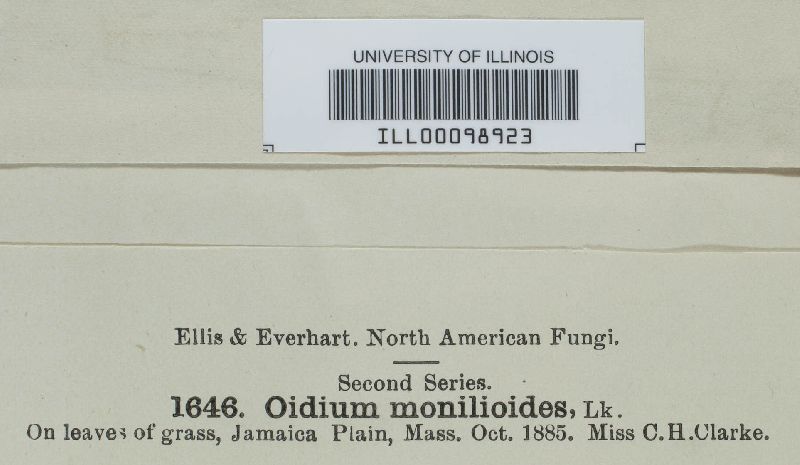 UNIVERSITY OF ILLINOIS
ILL00098923
Ellis & Everhart. North American Fungi.
Second Series.
1646. Oidium monilioides, Lk.
On leaves of grass, Jamaica Plain, Mass. Oct. 1885. Miss C.H.Clarke.